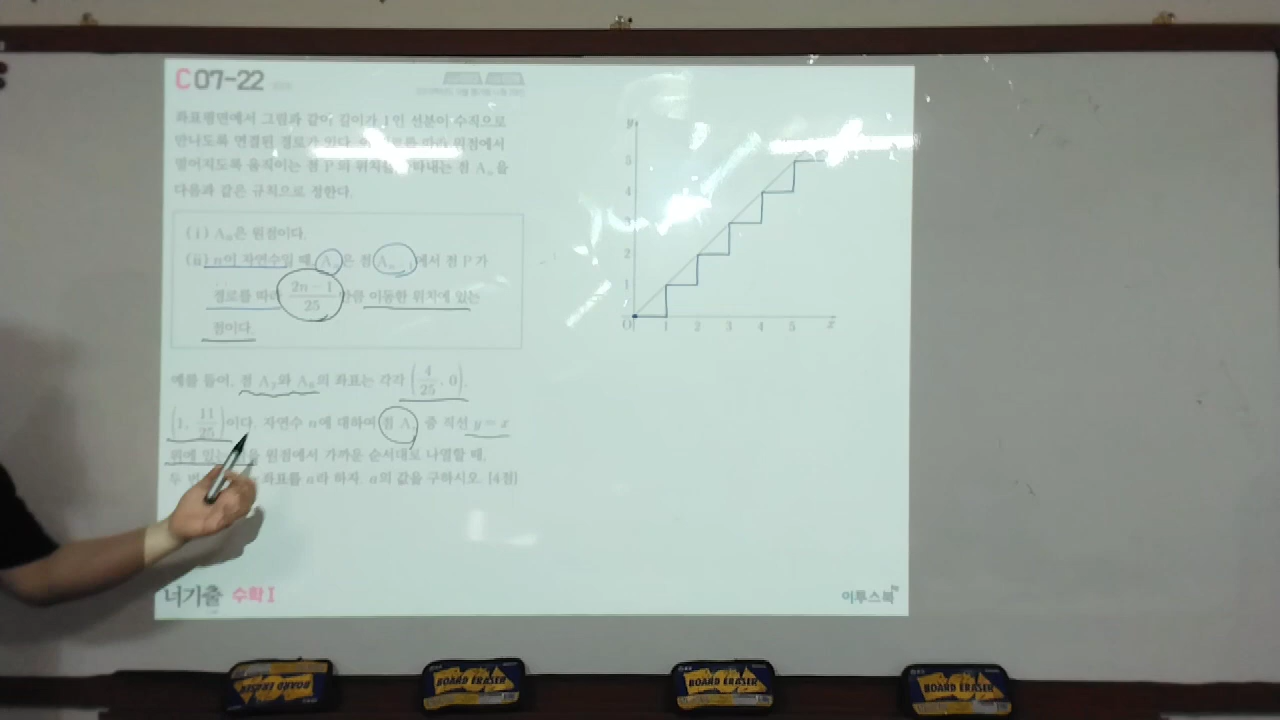 C 07-22
좌표평면에서 그림과 같이 길이가 1인 선분이 수직으로
만나도록 연결된 경로가 있다. 원점에서
멀어지도록 움직이는 점 P의 위치를 나타내는 점 Aₙ을
다음과 같은 규칙으로 정한다.
(i) A₀은 원점이다.
(ii) n이 자연수일 때, Aₙ은 점 Aₙ₋₁에서 점 P가
경로를 따라 (2n-1)/25 만큼 이동한 위치에 있는
점이다.
예를 들어, 점 A₂와 A₆의 좌표는 각각 (4/25, 0),
(1, 11/25)이다. 자연수 n에 대하여 점 Aₙ 중 직선 y=x
위에 있는 점을 원점에서 가까운 순서대로 나열할 때,
두 좌표를 a라 하자. a의 값을 구하시오. [4점]
y
5
4
3
2
1
O 1 2 3 4 5 x
너기출 수학 I
이투스북
BOARD ERASER
BOARD ERASER
BOARD ERASER
BOARD ERASER